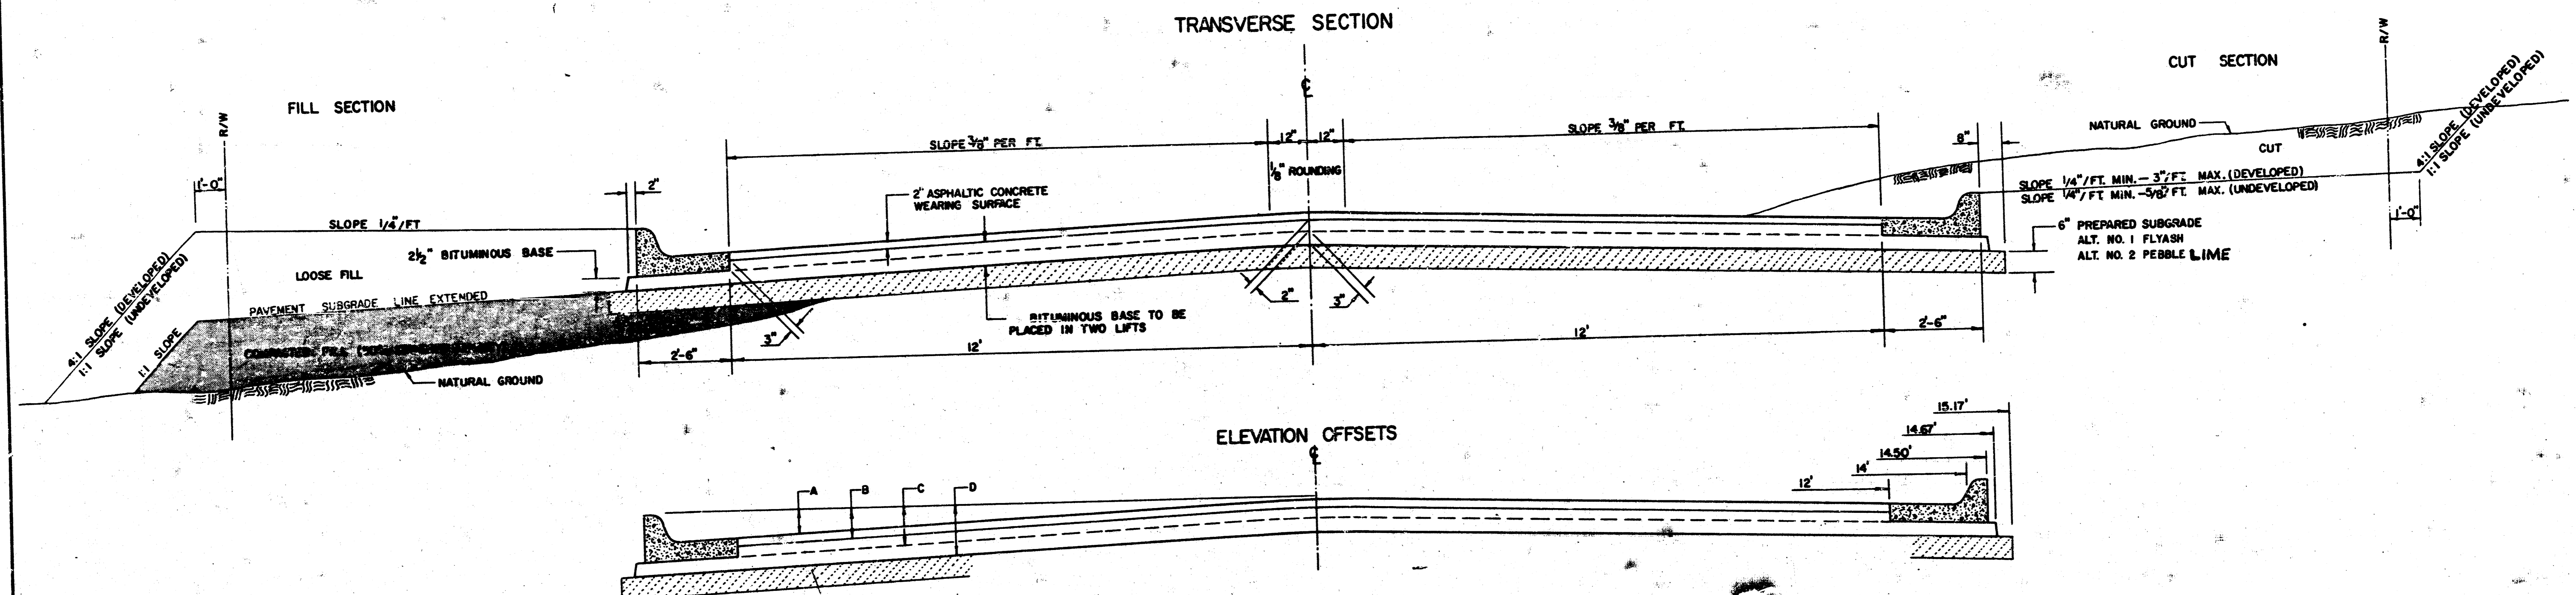 TRANSVERSE SECTION
R/W
CUT SECTION
℄
FILL SECTION
R/W
4:1 SLOPE (DEVELOPED)
1:1 SLOPE (UNDEVELOPED)
12" 12"
SLOPE 3/8" PER FT.
NATURAL GROUND
SLOPE 3/8" PER FT.
8"
CUT
1/8" ROUNDING
1'-0"
2"
2" ASPHALTIC CONCRETE
WEARING SURFACE
SLOPE 1/4"/FT. MIN. – 3"/FT. MAX. (DEVELOPED)
SLOPE 1/4"/FT. MIN. –5/8"/FT. MAX. (UNDEVELOPED)
1'-0"
SLOPE 1/4"/FT
6" PREPARED SUBGRADE
ALT. NO. 1 FLYASH
ALT. NO. 2 PEBBLE LIME
2½" BITUMINOUS BASE
LOOSE FILL
4:1 SLOPE (DEVELOPED)
1:1 SLOPE (UNDEVELOPED)
PAVEMENT SUBGRADE LINE EXTENDED
1:1 SLOPE
2"
3"
BITUMINOUS BASE TO BE
PLACED IN TWO LIFTS
3"
COMPACTED FILL
2'-6"
12'
12'
2'-6"
NATURAL GROUND
ELEVATION OFFSETS
℄
15.17'
14.67'
14.50'
14'
12'
A
B
C
D